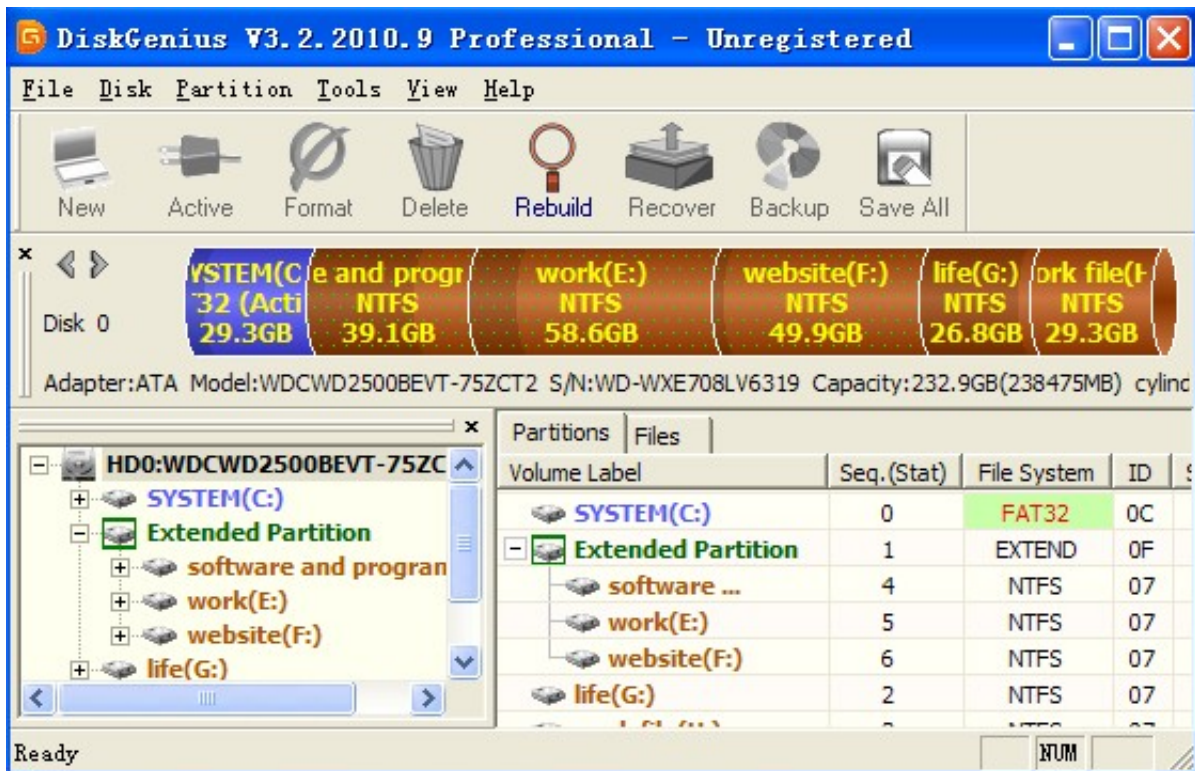 DiskGenius V3.2.2010.9 Professional - Unregistered
File Disk Partition Tools View Help
New Active Format Delete Rebuild Recover Backup Save All
YSTEM(C e and progr work(E:) website(F:) life(G:) ork file(H
32 (Acti NTFS NTFS NTFS NTFS NTFS
Disk 0
29.3GB 39.1GB 58.6GB 49.9GB 26.8GB 29.3GB
Adapter:ATA Model:WDCWD2500BEVT-75ZCT2 S/N:WD-WXE708LV6319 Capacity:232.9GB(238475MB) cylind
HD0:WDCWD2500BEVT-75ZC
SYSTEM(C:)
Extended Partition
software and progran
work(E:)
website(F:)
life(G:)
Partitions Files
Volume Label Seq.(Stat) File System ID
SYSTEM(C:) 0 FAT32 0C
Extended Partition 1 EXTEND 0F
software ... 4 NTFS 07
work(E:) 5 NTFS 07
website(F:) 6 NTFS 07
life(G:) 2 NTFS 07
Ready NUM